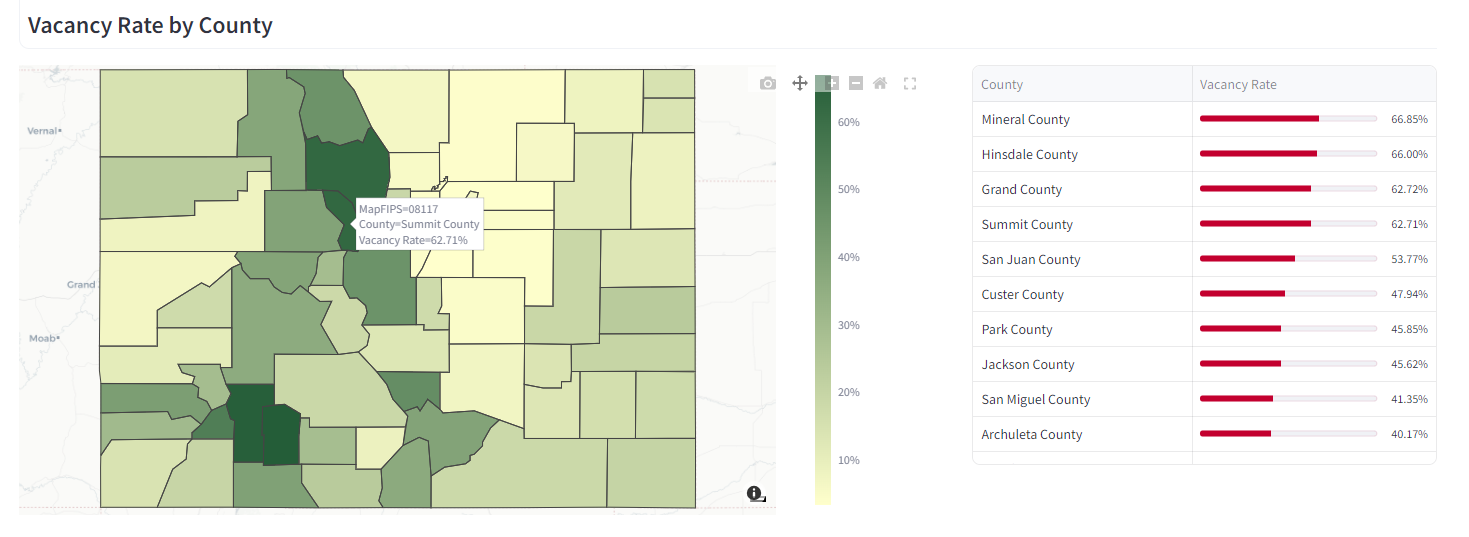 Vacancy Rate by County
Vernal
Grand
Moab
MapFIPS=08117
County=Summit County
Vacancy Rate=62.71%
60%
50%
40%
30%
20%
10%
County Vacancy Rate
Mineral County 66.85%
Hinsdale County 66.00%
Grand County 62.72%
Summit County 62.71%
San Juan County 53.77%
Custer County 47.94%
Park County 45.85%
Jackson County 45.62%
San Miguel County 41.35%
Archuleta County 40.17%